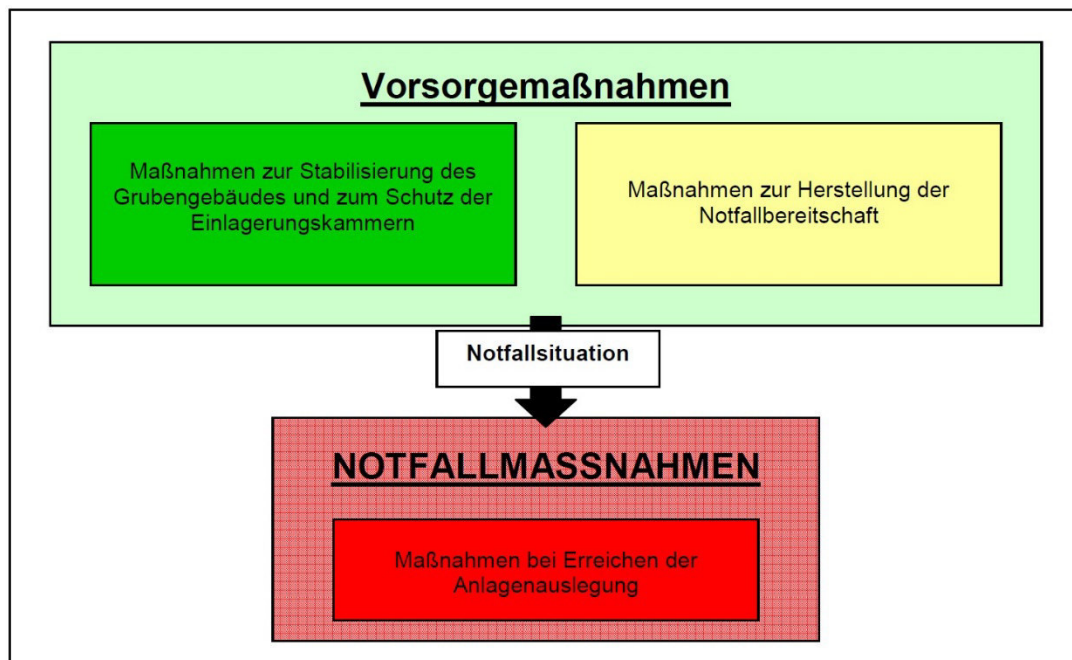 Vorsorgemaßnahmen
Maßnahmen zur Stabilisierung des
Grubengebäudes und zum Schutz der
Einlagerungskammern
Maßnahmen zur Herstellung der
Notfallbereitschaft
Notfallsituation
NOTFALLMASSNAHMEN
Maßnahmen bei Erreichen der
Anlagenauslegung